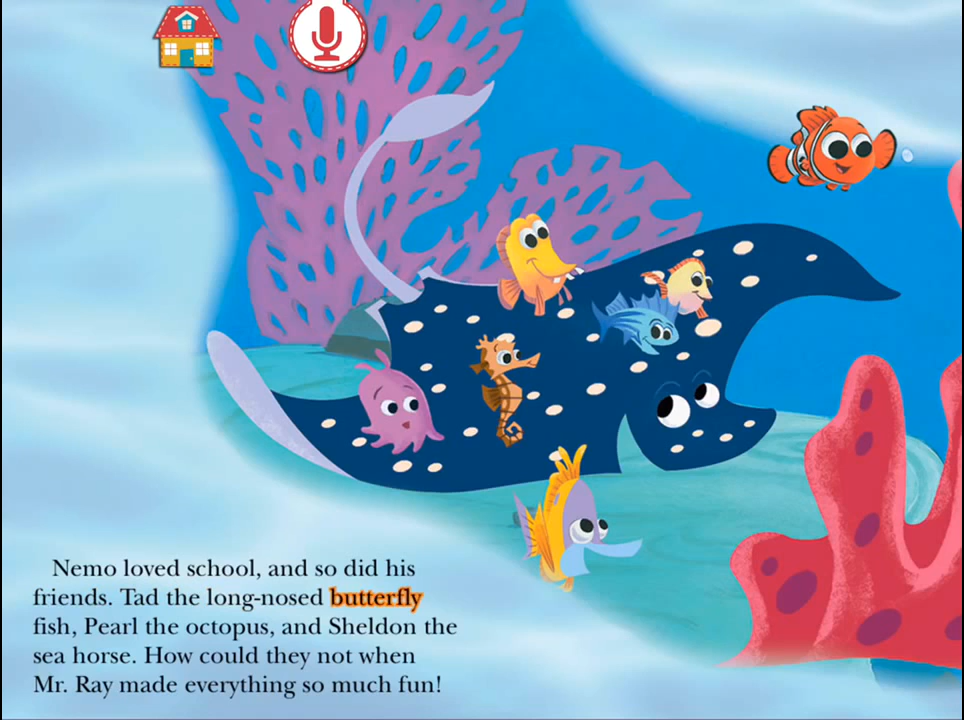 Nemo loved school, and so did his
friends. Tad the long-nosed butterfly
fish, Pearl the octopus, and Sheldon the
sea horse. How could they not when
Mr. Ray made everything so much fun!